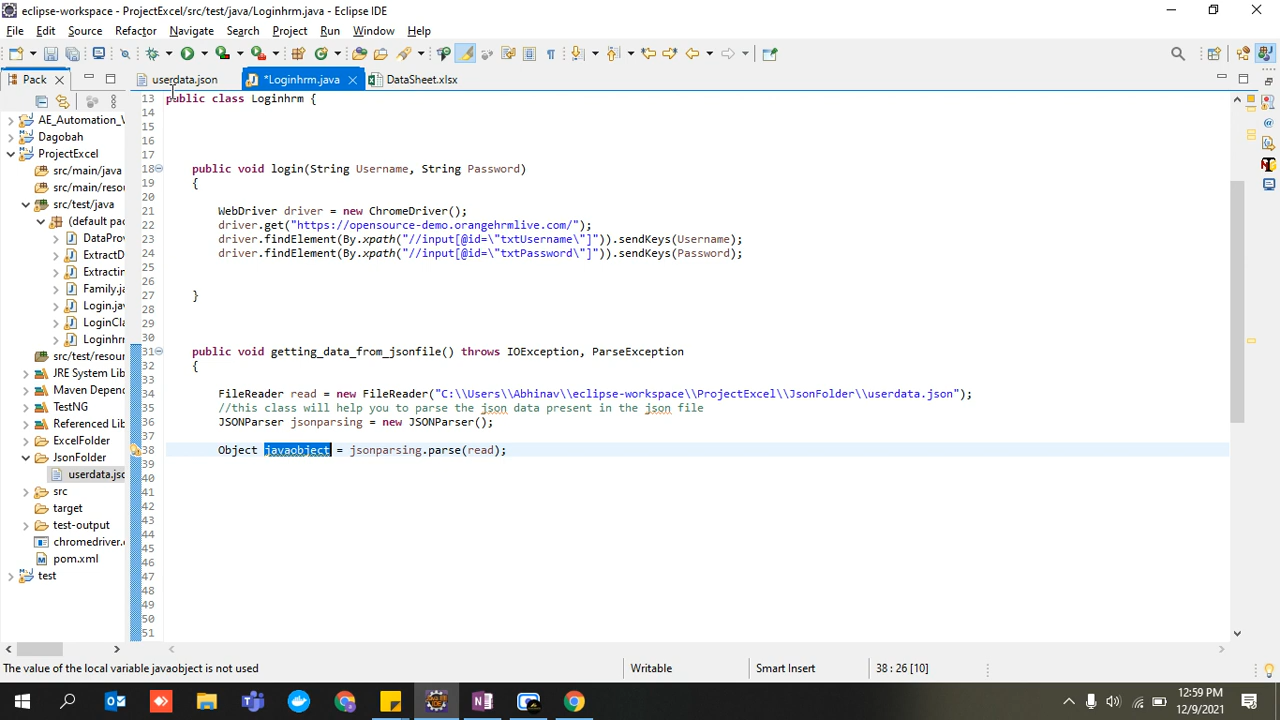 eclipse-workspace - ProjectExcel/src/test/java/Loginhrm.java - Eclipse IDE
File Edit Source Refactor Navigate Search Project Run Window Help
Pack userdata.json *Loginhrm.java DataSheet.xlsx
AE_Automation_V
Dagobah
ProjectExcel
src/main/java
src/main/resou
src/test/java
(default pac
DataProv
ExtractD
Extractin
Family.ja
Login.jav
LoginCla
Loginhrr
src/test/resour
JRE System Lib
Maven Depend
TestNG
Referenced Lib
ExcelFolder
JsonFolder
userdata.jsc
src
target
test-output
chromedriver.e
pom.xml
test
13 public class Loginhrm {
14
15
16
17
18 public void login(String Username, String Password)
19 {
20
21 WebDriver driver = new ChromeDriver();
22 driver.get("https://opensource-demo.orangehrmlive.com/");
23 driver.findElement(By.xpath("//input[@id=\"txtUsername\"]")).sendKeys(Username);
24 driver.findElement(By.xpath("//input[@id=\"txtPassword\"]")).sendKeys(Password);
25
26
27 }
28
29
30
31 public void getting_data_from_jsonfile() throws IOException, ParseException
32 {
33
34 FileReader read = new FileReader("C:\\Users\\Abhinav\\eclipse-workspace\\ProjectExcel\\JsonFolder\\userdata.json");
35 //this class will help you to parse the json data present in the json file
36 JSONParser jsonparsing = new JSONParser();
37
38 Object javaobject = jsonparsing.parse(read);
39
40
41
42
43
44
45
46
47
48
49
50
51
The value of the local variable javaobject is not used Writable Smart Insert 38 : 26 [10]
12:59 PM
12/9/2021